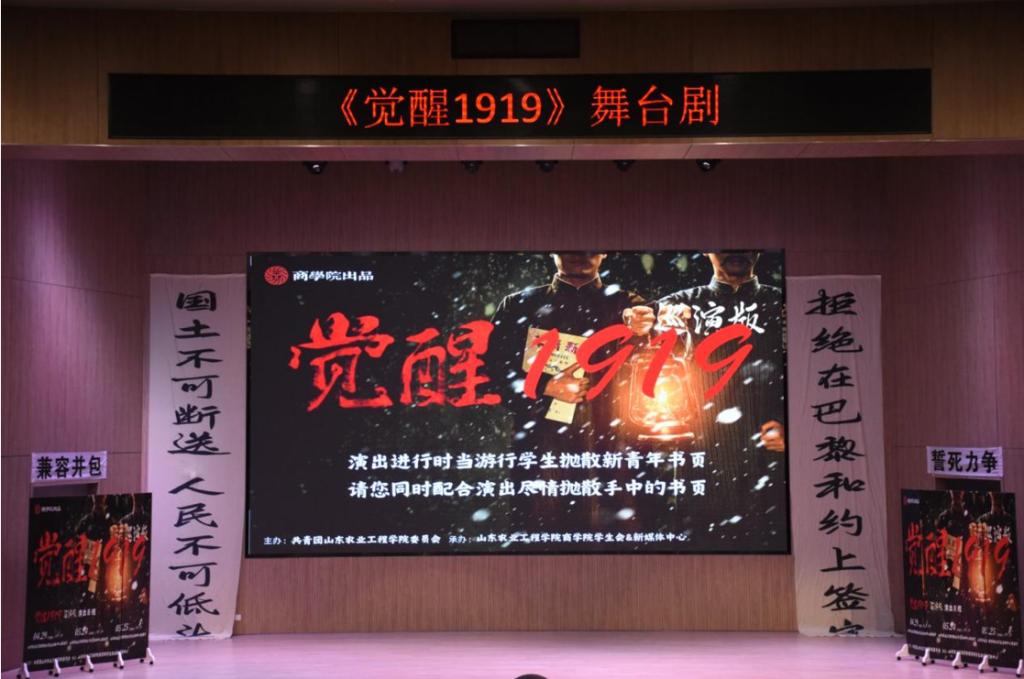 《觉醒1919》舞台剧
商學院出品
觉醒1919
巡演版
演出进行时当游行学生抛散新青年书页
请您同时配合演出尽情抛散手中的书页
主办：共青团山东农业工程学院委员会 承办：山东农业工程学院商学院学生会&新媒体中心
国土不可断送 人民不可低
拒绝在巴黎和约上签字
兼容并包
誓死力争
觉醒1919
觉醒1919